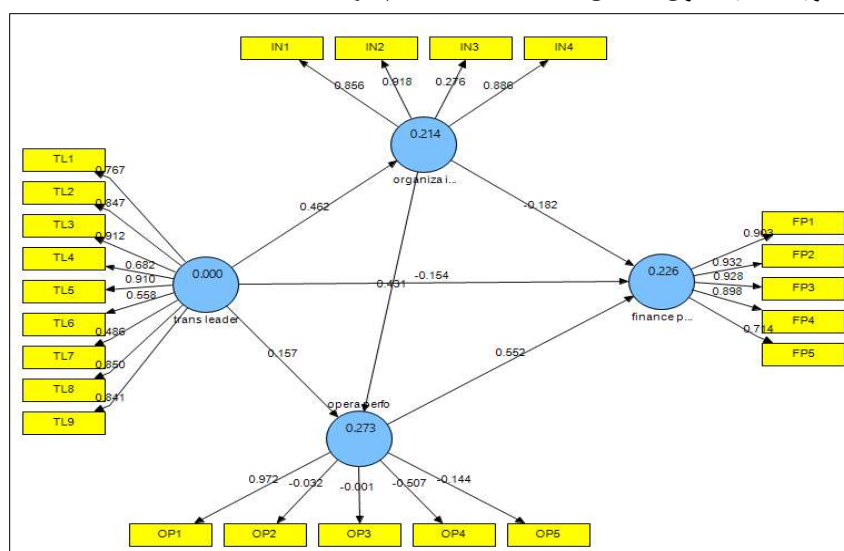 IN1 IN2 IN3 IN4
0.856 0.918 0.276 0.886
0.214
organiza i...
TL1
0.767
TL2
0.847
TL3
0.912
TL4
0.682
TL5
0.910
TL6
0.558
TL7
0.486
TL8
0.850
TL9
0.841
0.000
trans leader
0.462
-0.182
-0.154
0.431
0.157
0.552
FP1
0.903
FP2
0.932
FP3
0.928
FP4
0.898
FP5
0.714
0.226
finance p...
opera perfo
0.273
0.972 -0.032 -0.001 -0.507 -0.144
OP1 OP2 OP3 OP4 OP5